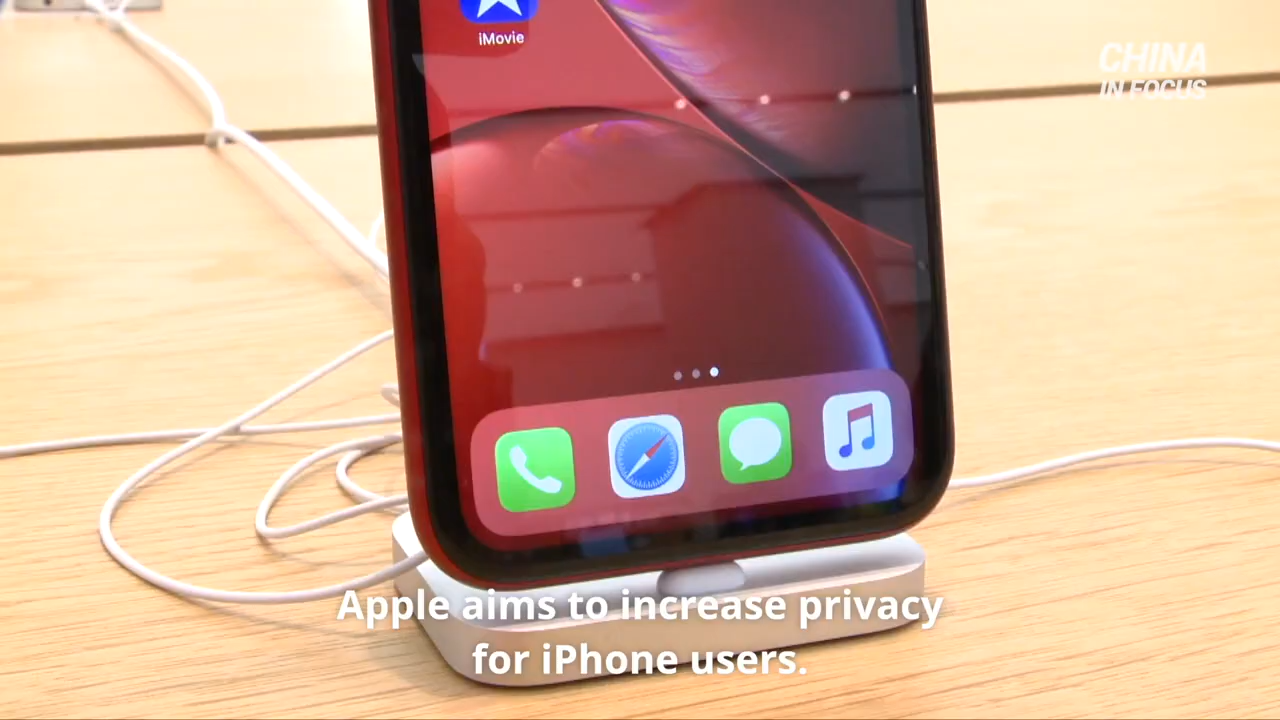 iMovie
CHINA
IN FOCUS
Apple aims to increase privacy
for iPhone users.